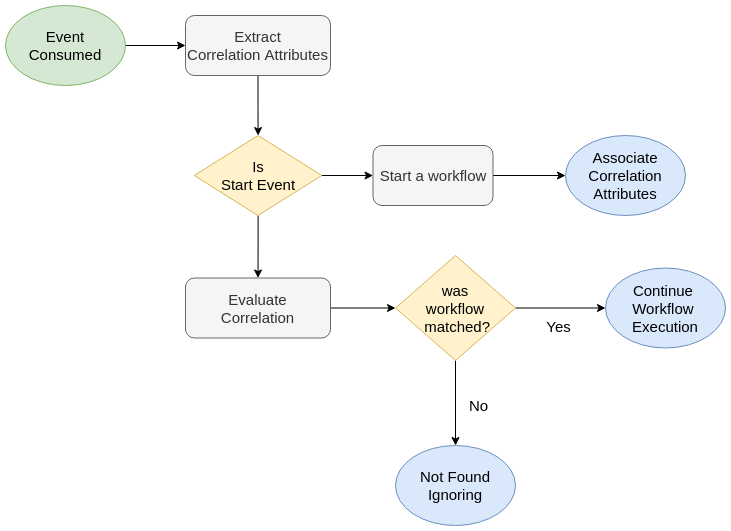 Event
Consumed
Extract
Correlation Attributes
Is
Start Event
Start a workflow
Associate
Correlation
Attributes
Evaluate
Correlation
was
workflow
matched?
Yes
Continue
Workflow
Execution
No
Not Found
Ignoring